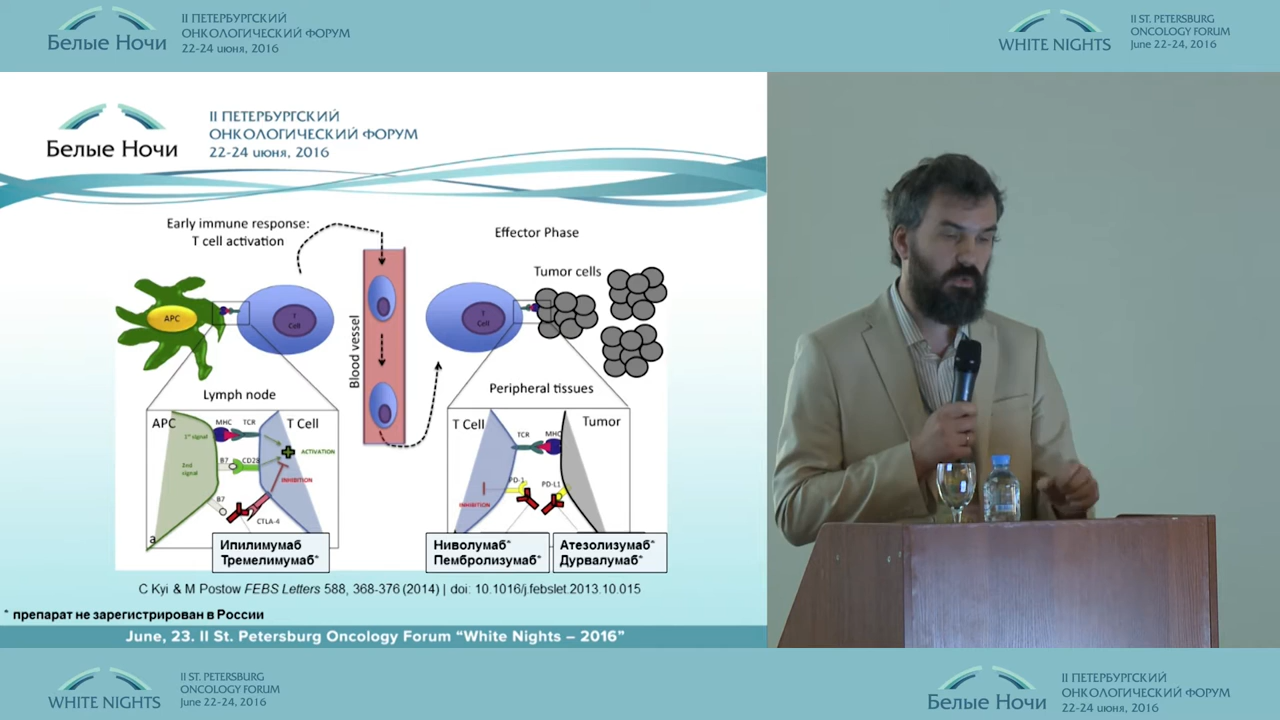 Белые Ночи
II ПЕТЕРБУРГСКИЙ
ОНКОЛОГИЧЕСКИЙ ФОРУМ
22-24 июня, 2016
WHITE NIGHTS
II ST. PETERSBURG
ONCOLOGY FORUM
June 22-24, 2016
Белые Ночи
II ПЕТЕРБУРГСКИЙ
ОНКОЛОГИЧЕСКИЙ ФОРУМ
22-24 июня, 2016
Early immune response:
T cell activation
Effector Phase
Tumor cells
APC
T
Cell
Blood vessel
T
Cell
Lymph node
Peripheral tissues
APC
MHC
TCR
T Cell
1st signal
ACTIVATION
2nd
signal
B7
CD28
INHIBITION
B7
CTLA-4
a
T Cell
TCR
MHC
Tumor
PD-1
PD-L1
INHIBITION
Ипилимумаб
Тремелимумаб*
Ниволумаб*
Пембролизумаб*
Атезолизумаб*
Дурвалумаб*
C Kyi & M Postow FEBS Letters 588, 368-376 (2014) | doi: 10.1016/j.febslet.2013.10.015
* препарат не зарегистрирован в России
June, 23. II St. Petersburg Oncology Forum “White Nights – 2016”
WHITE NIGHTS
II ST. PETERSBURG
ONCOLOGY FORUM
June 22-24, 2016
Белые Ночи
II ПЕТЕРБУРГСКИЙ
ОНКОЛОГИЧЕСКИЙ ФОРУМ
22-24 июня, 2016